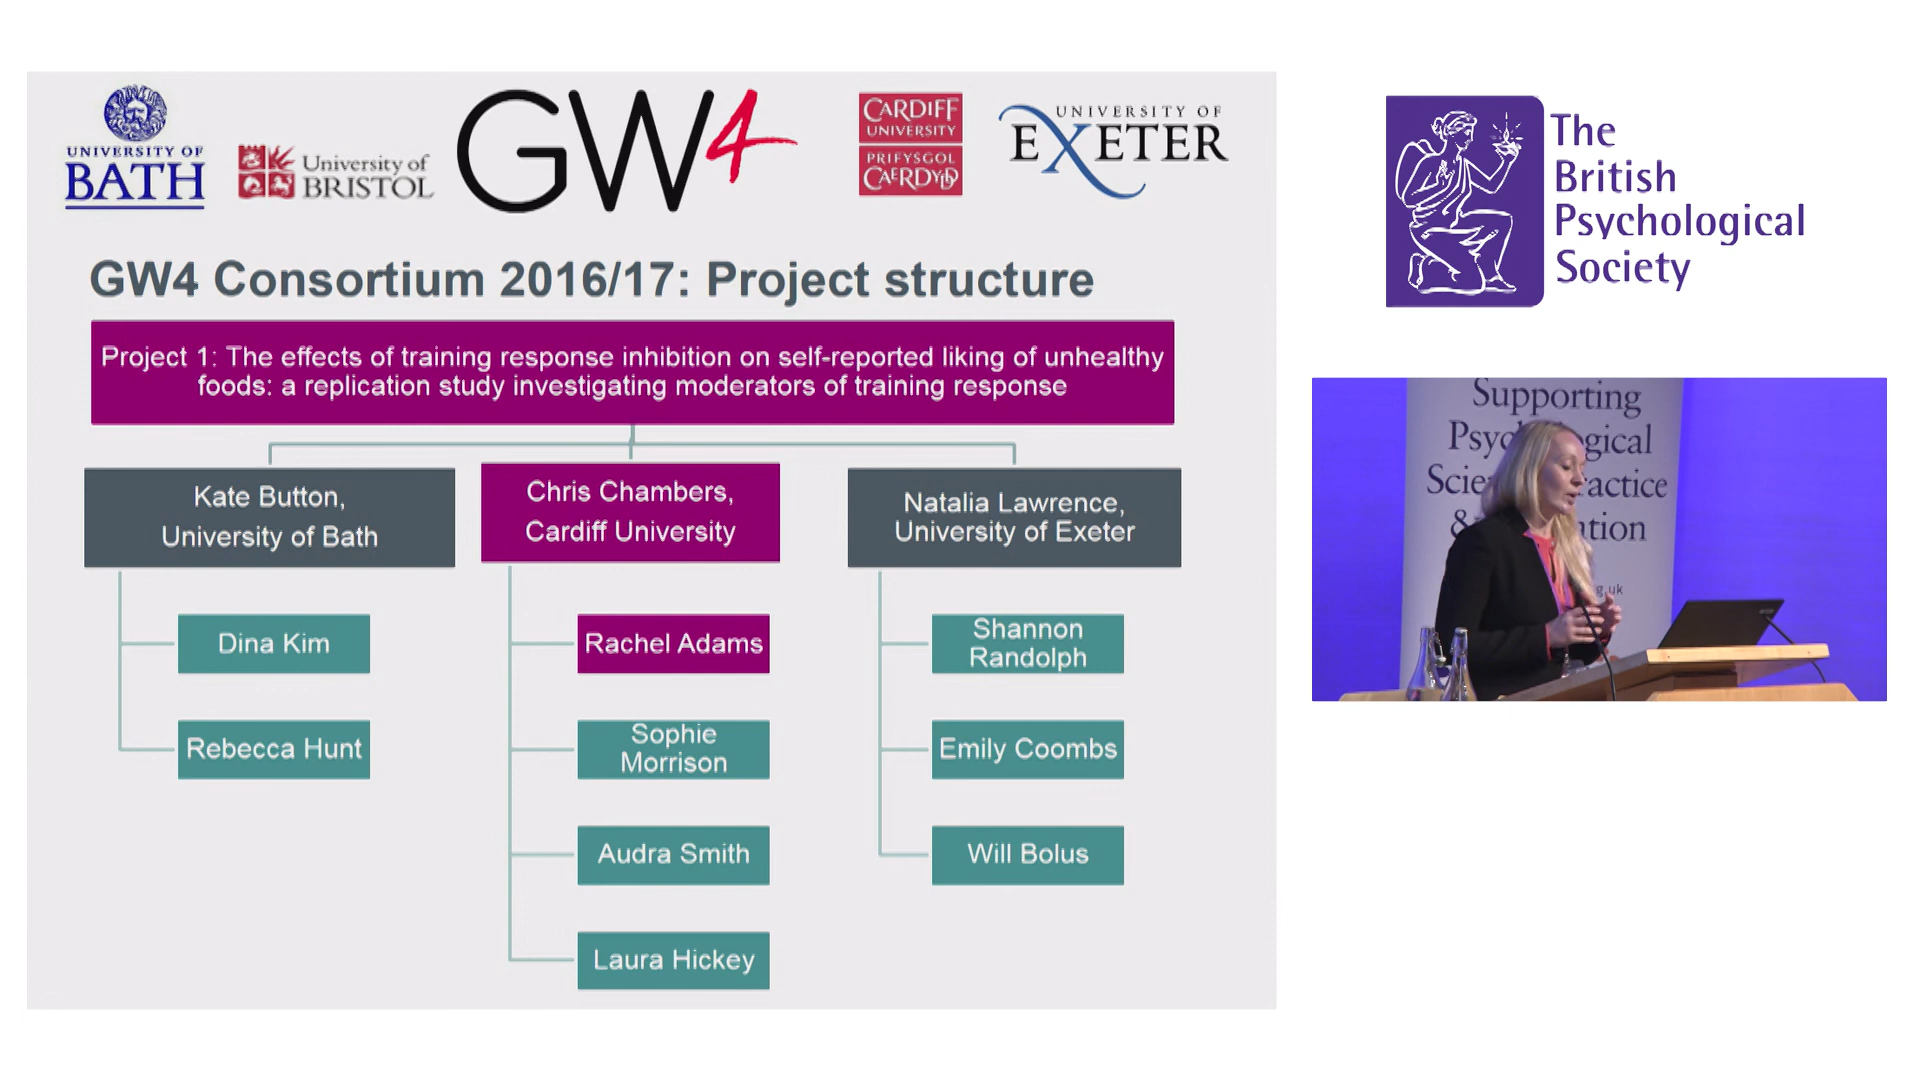 UNIVERSITY OF
BATH
University of
BRISTOL
GW4
CARDIFF
UNIVERSITY
PRIFYSGOL
CAERDYDD
UNIVERSITY OF
EXETER
GW4 Consortium 2016/17: Project structure
Project 1: The effects of training response inhibition on self-reported liking of unhealthy
foods: a replication study investigating moderators of training response
Kate Button,
University of Bath
Chris Chambers,
Cardiff University
Natalia Lawrence,
University of Exeter
Dina Kim
Rebecca Hunt
Rachel Adams
Sophie
Morrison
Audra Smith
Laura Hickey
Shannon
Randolph
Emily Coombs
Will Bolus
The
British
Psychological
Society
Supporting